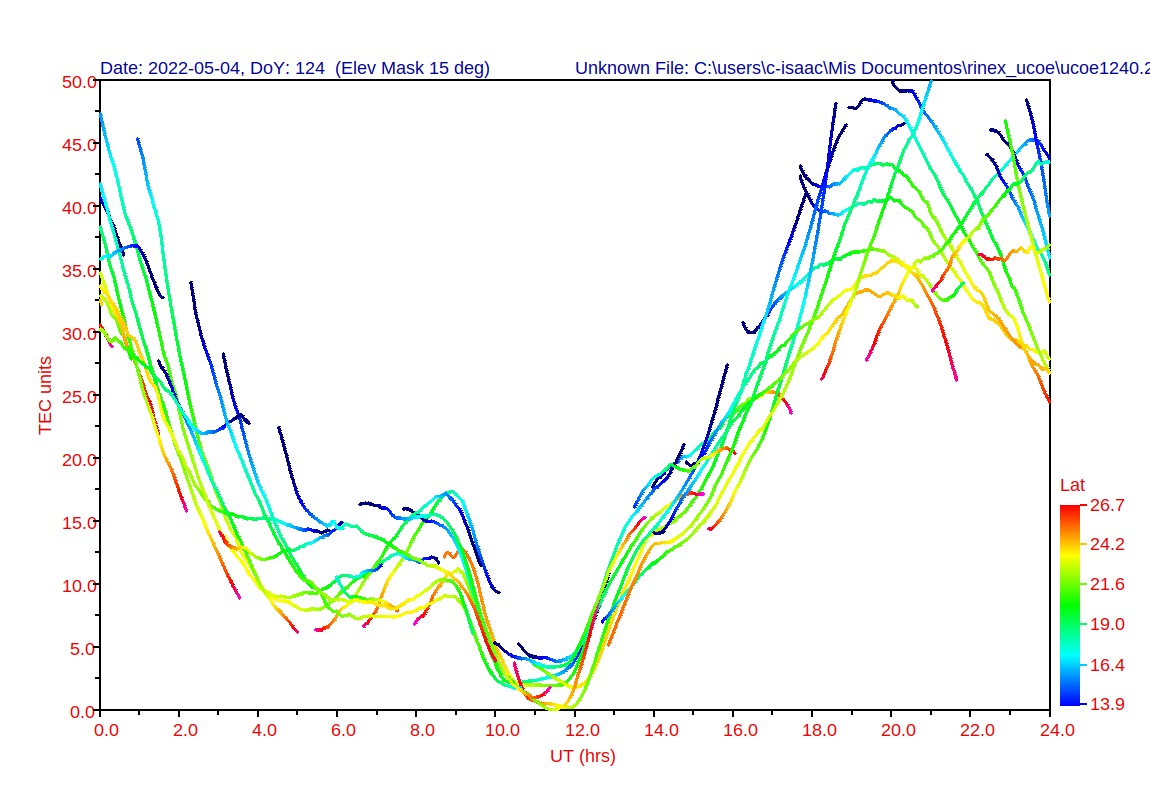 Date: 2022-05-04, DoY: 124  (Elev Mask 15 deg)
Unknown File: C:\users\c-isaac\Mis Documentos\rinex_ucoe\ucoe1240.2
50.0
45.0
40.0
35.0
30.0
25.0
20.0
15.0
10.0
5.0
0.0
TEC units
0.0 2.0 4.0 6.0 8.0 10.0 12.0 14.0 16.0 18.0 20.0 22.0 24.0
UT (hrs)
Lat
26.7
24.2
21.6
19.0
16.4
13.9